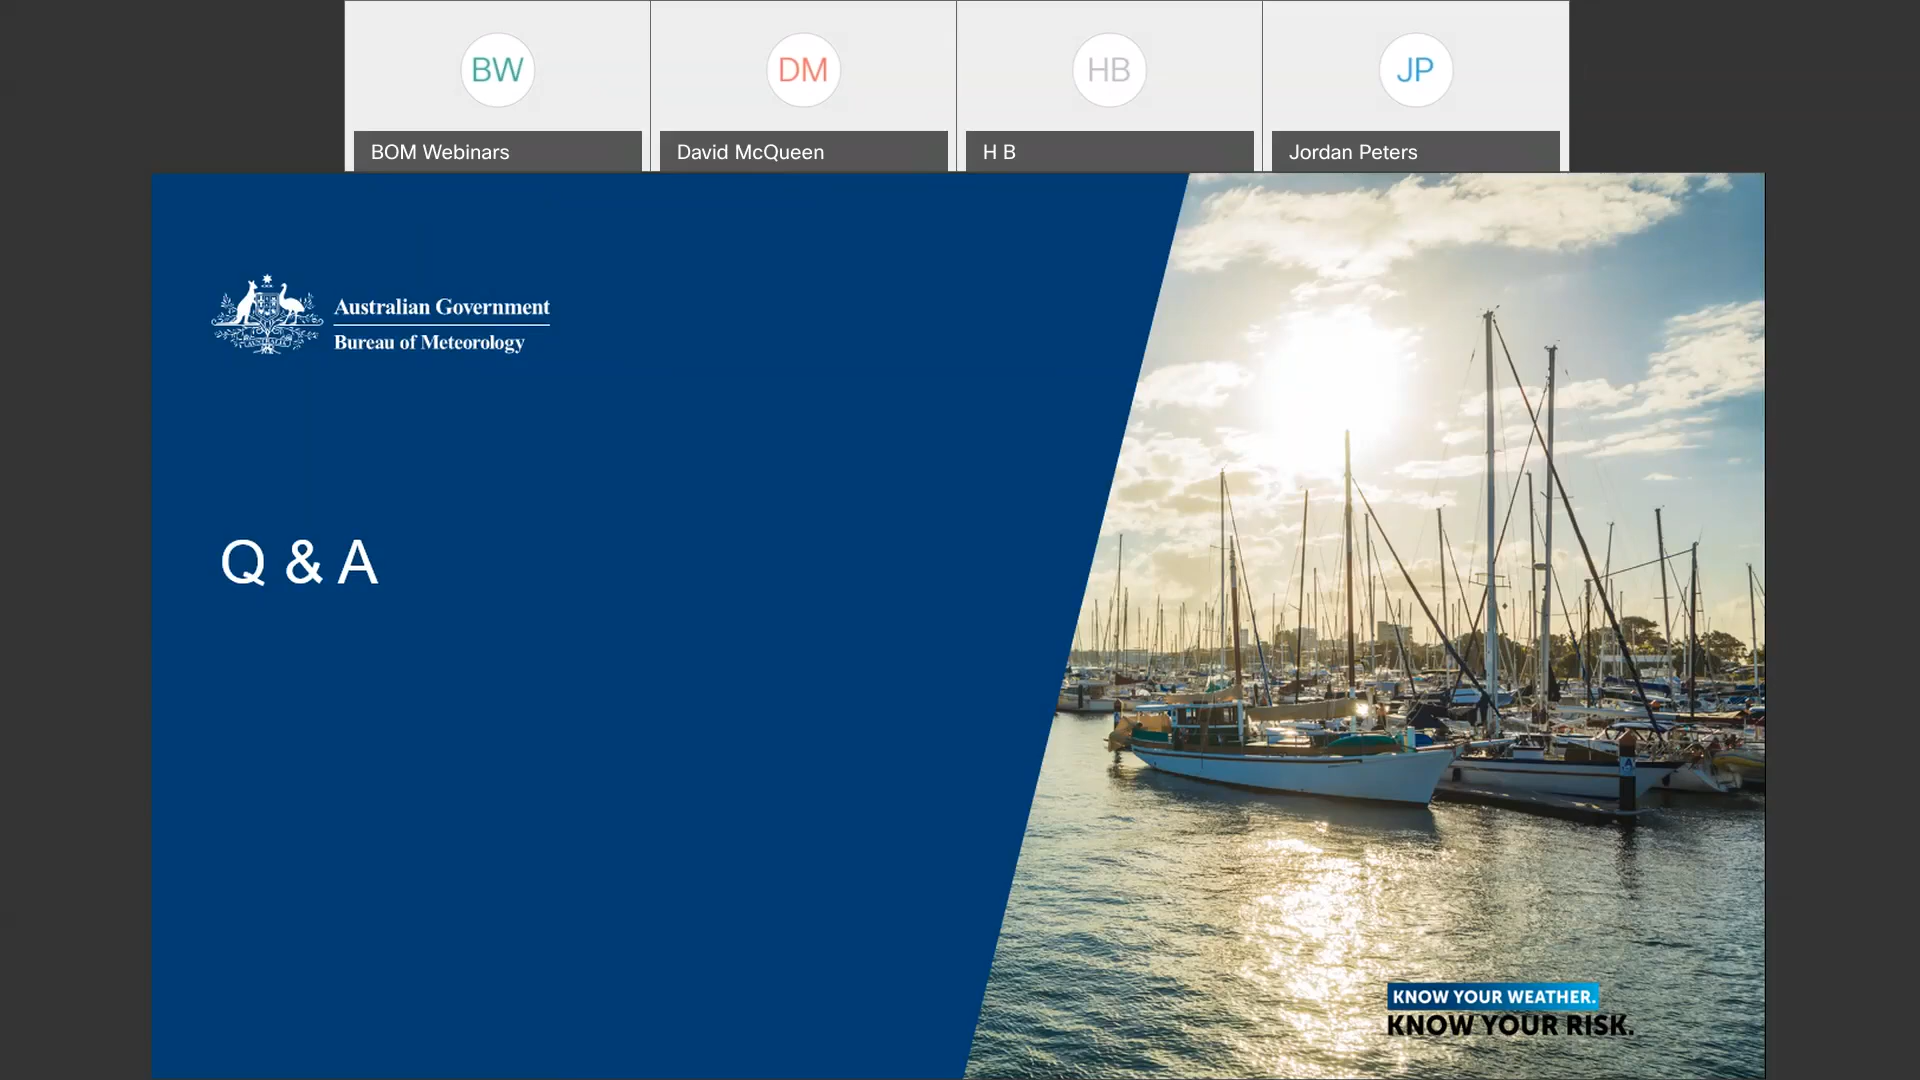 BW
DM
HB
JP
BOM Webinars
David McQueen
H B
Jordan Peters
Australian Government
Bureau of Meteorology
Q & A
KNOW YOUR WEATHER.
KNOW YOUR RISK.